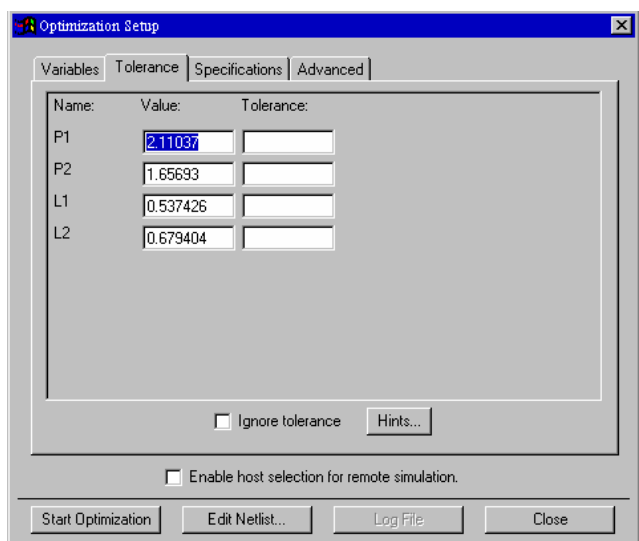 Optimization Setup
Variables Tolerance Specifications Advanced
Name: Value: Tolerance:
P1 2.11037
P2 1.65693
L1 0.537426
L2 0.679404
Ignore tolerance Hints...
Enable host selection for remote simulation.
Start Optimization Edit Netlist... Log File Close